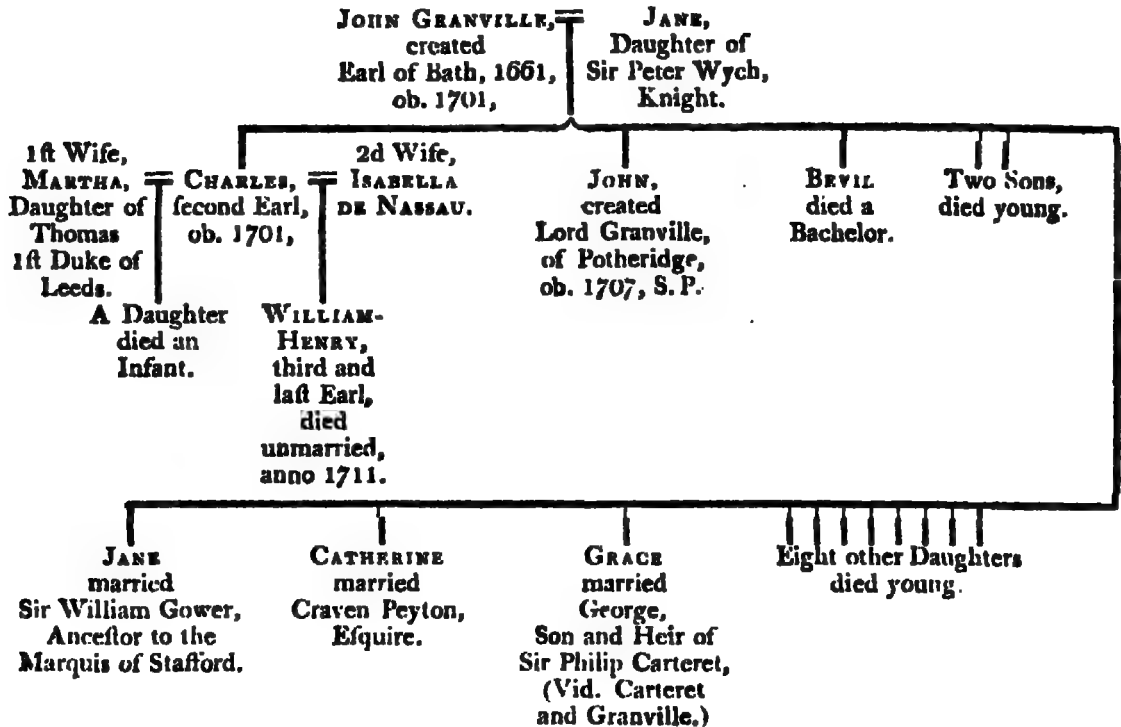 JOHN GRANVILLE,
created
Earl of Bath, 1661,
ob. 1701,
JANE,
Daughter of
Sir Peter Wych,
Knight.
1ſt Wife,
MARTHA,
Daughter of
Thomas
1ſt Duke of
Leeds.
CHARLES,
ſecond Earl,
ob. 1701,
2d Wife,
ISABELLA
DE NASSAU.
JOHN,
created
Lord Granville,
of Potheridge,
ob. 1707, S. P.
BEVIL
died a
Bachelor.
Two Sons,
died young.
A Daughter
died an
Infant.
WILLIAM-
HENRY,
third and
laſt Earl,
died
unmarried,
anno 1711.
JANE
married
Sir William Gower,
Anceſtor to the
Marquis of Stafford.
CATHERINE
married
Craven Peyton,
Eſquire.
GRACE
married
George,
Son and Heir of
Sir Philip Carteret,
(Vid. Carteret
and Granville.)
Eight other Daughters
died young.